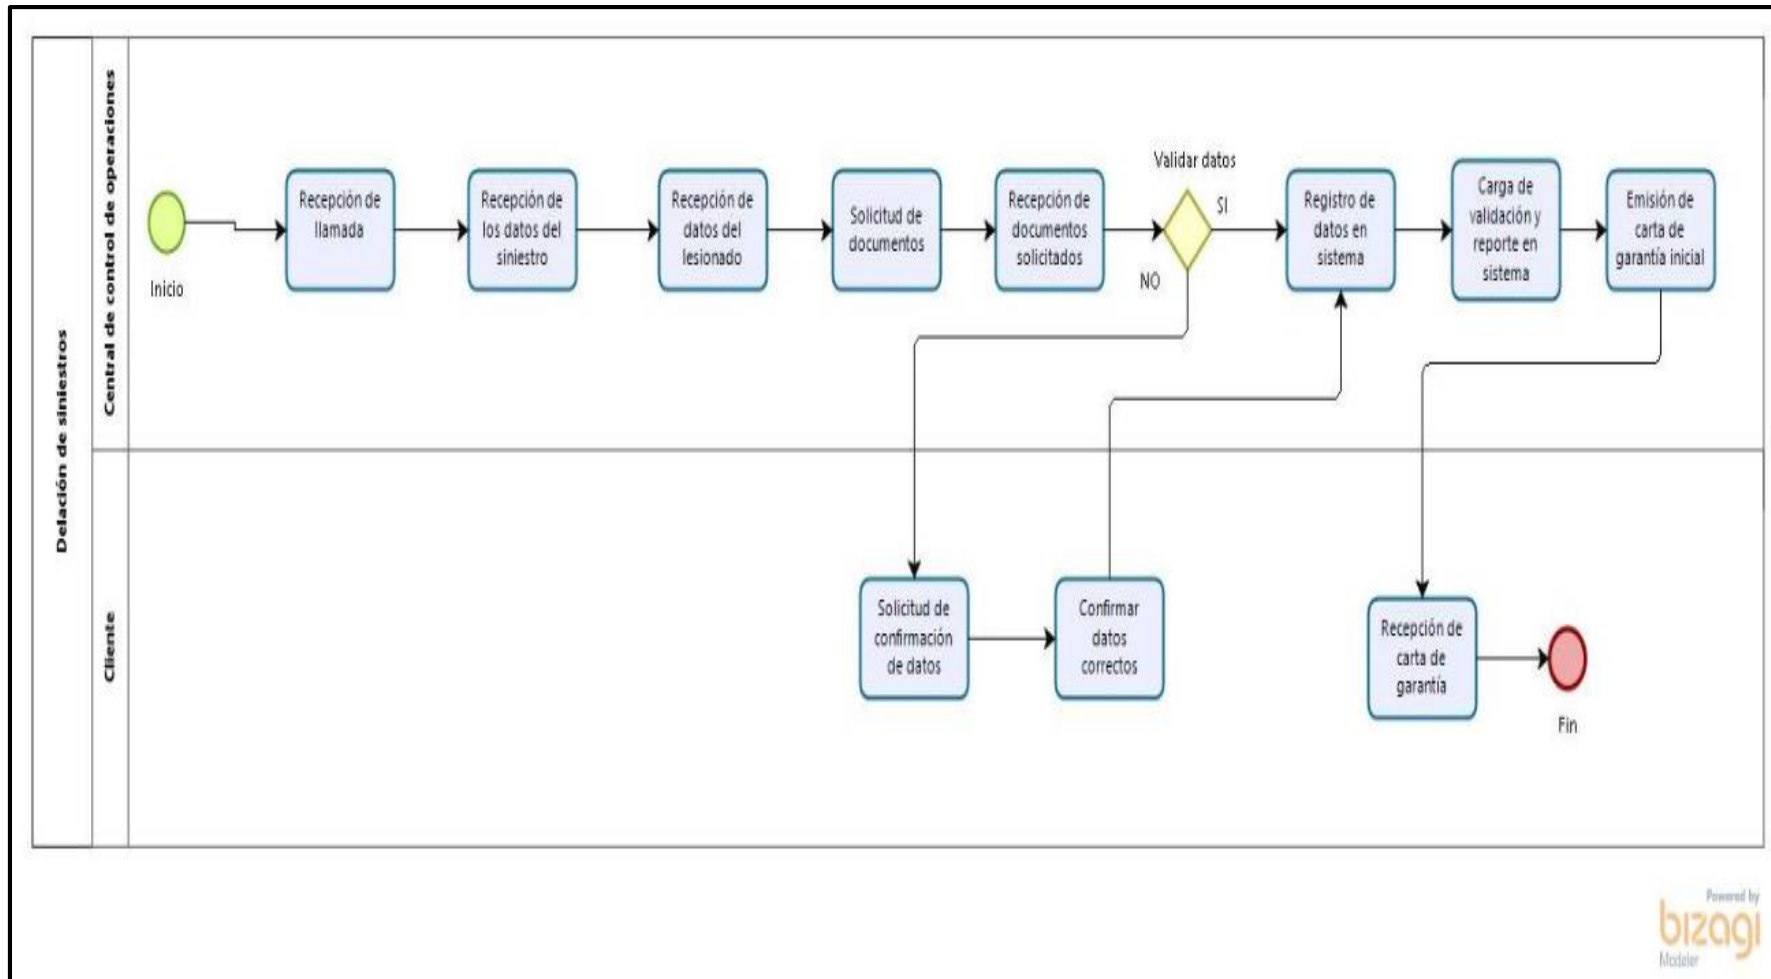 Delación de siniestros
Central de control de operaciones
Inicio
Recepción de
llamada
Recepción de
los datos del
siniestro
Recepción de
datos del
lesionado
Solicitud de
documentos
Recepción de
documentos
solicitados
Validar datos
SI
NO
Registro de
datos en
sistema
Carga de
validación y
reporte en
sistema
Emisión de
carta de
garantía inicial
Cliente
Solicitud de
confirmación
de datos
Confirmar
datos
correctos
Recepción de
carta de
garantía
Fin
Powered by
bizagi
Modeler